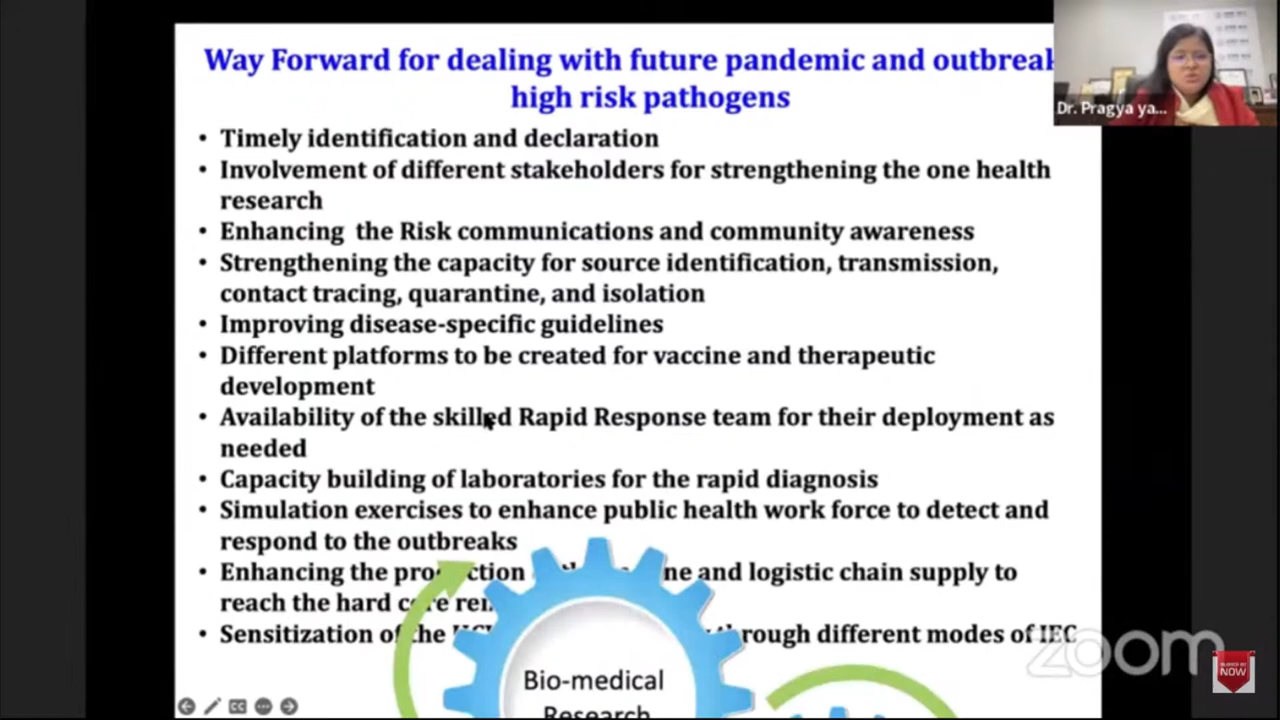 Way Forward for dealing with future pandemic and outbreak
high risk pathogens
Dr. Pragya ya...
• Timely identification and declaration
• Involvement of different stakeholders for strengthening the one health
research
• Enhancing the Risk communications and community awareness
• Strengthening the capacity for source identification, transmission,
contact tracing, quarantine, and isolation
• Improving disease-specific guidelines
• Different platforms to be created for vaccine and therapeutic
development
• Availability of the skilled Rapid Response team for their deployment as
needed
• Capacity building of laboratories for the rapid diagnosis
• Simulation exercises to enhance public health work force to detect and
respond to the outbreaks
• Enhancing the production and logistic chain supply to
reach the hard core
• Sensitization of the through different modes of IEC
Bio-medical
Research
zoom
NOW